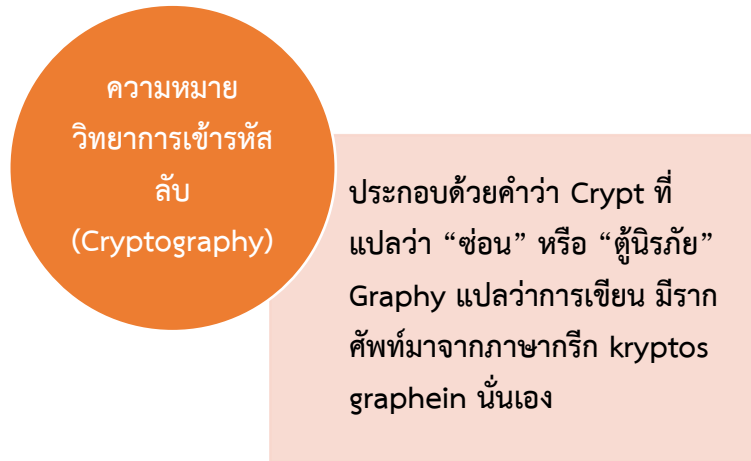 ความหมาย
วิทยาการเข้ารหัส
ลับ
(Cryptography)
ประกอบด้วยคำว่า Crypt ที่
แปลว่า “ซ่อน” หรือ “ตู้นิรภัย”
Graphy แปลว่าการเขียน มีราก
ศัพท์มาจากภาษากรีก kryptos
graphein นั่นเอง